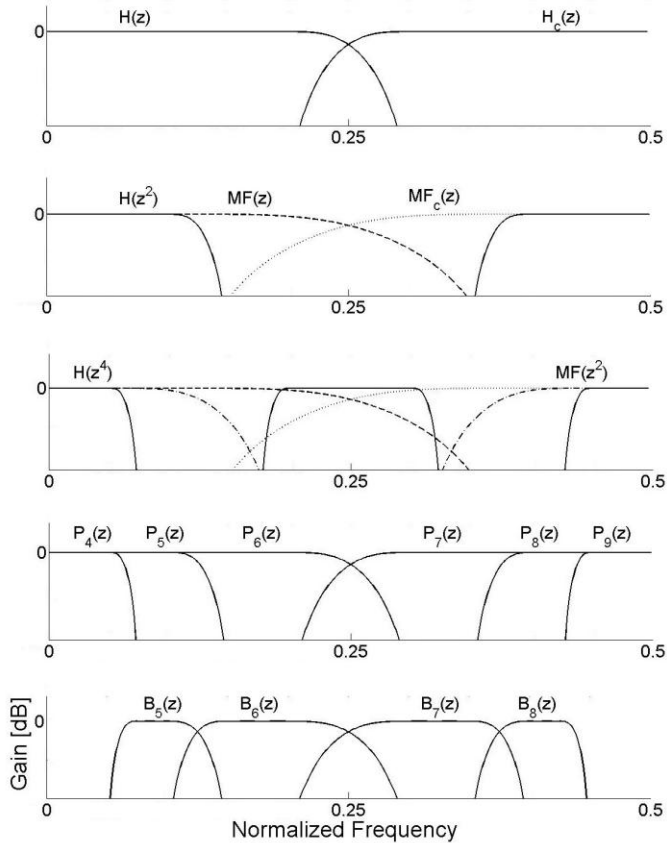 H(z) H_c(z)
0
0 0.25 0.5
H(z^2) MF(z) MF_c(z)
0
0 0.25 0.5
H(z^4) MF(z^2)
0
0 0.25 0.5
P_4(z) P_5(z) P_6(z) P_7(z) P_8(z) P_9(z)
0
0 0.25 0.5
B_5(z) B_6(z) B_7(z) B_8(z)
0
Gain [dB]
0 0.25 0.5
Normalized Frequency